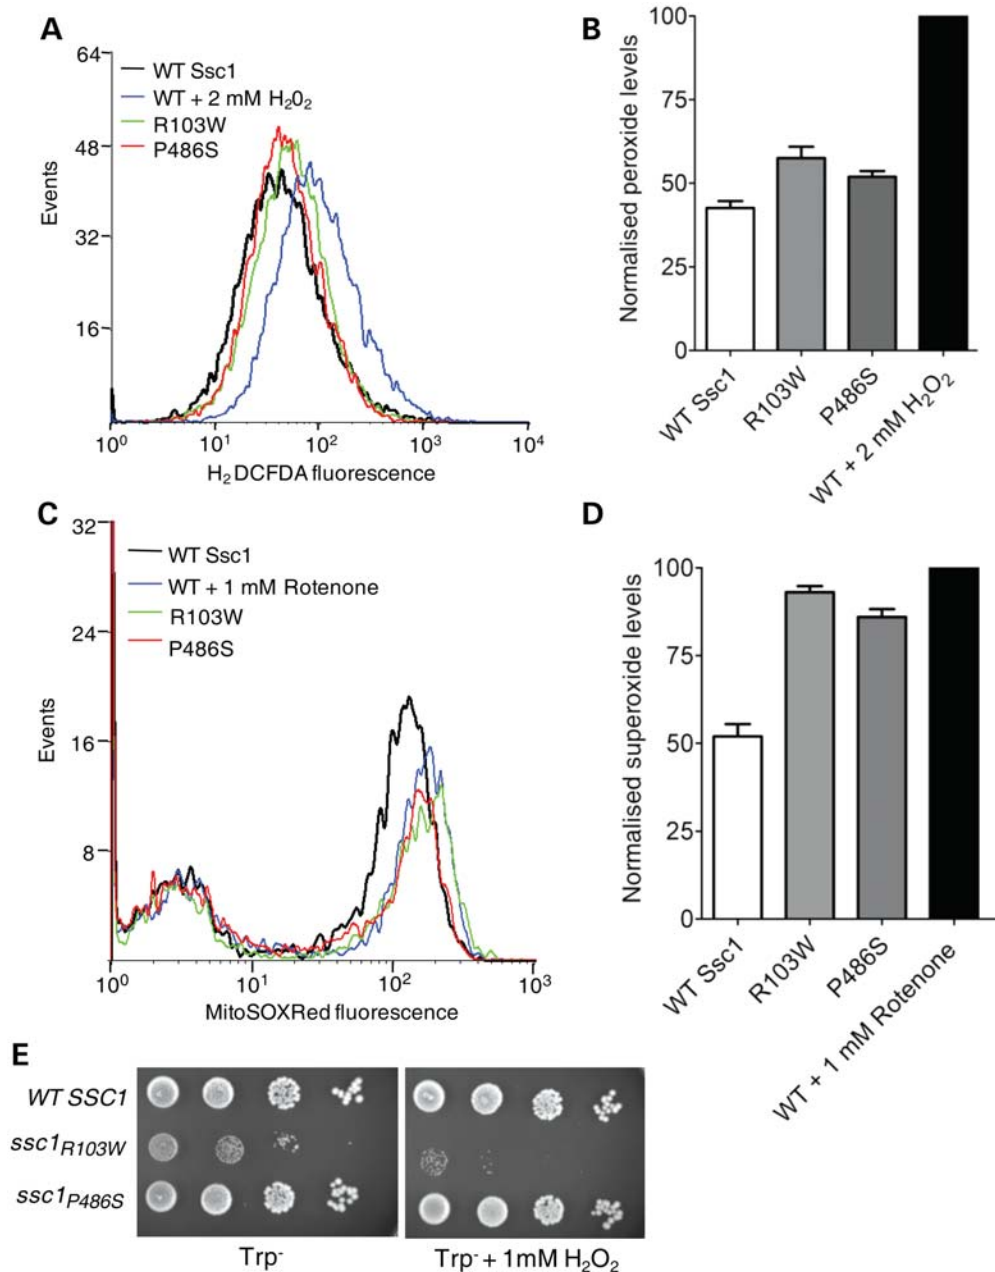 A
64
48
32
16
Events
WT Ssc1
WT + 2 mM H₂0₂
R103W
P486S
10⁰ 10¹ 10² 10³ 10⁴
H₂DCFDA fluorescence
B
100
75
50
25
0
Normalised peroxide levels
WT Ssc1
R103W
P486S
WT + 2 mM H₂O₂
C
32
24
16
8
Events
WT Ssc1
WT + 1 mM Rotenone
R103W
P486S
10⁰ 10¹ 10² 10³
MitoSOXRed fluorescence
D
100
75
50
25
0
Normalised superoxide levels
WT Ssc1
R103W
P486S
WT + 1 mM Rotenone
E
WT SSC1
ssc1R103W
ssc1P486S
Trp⁻
Trp⁻ + 1mM H₂O₂